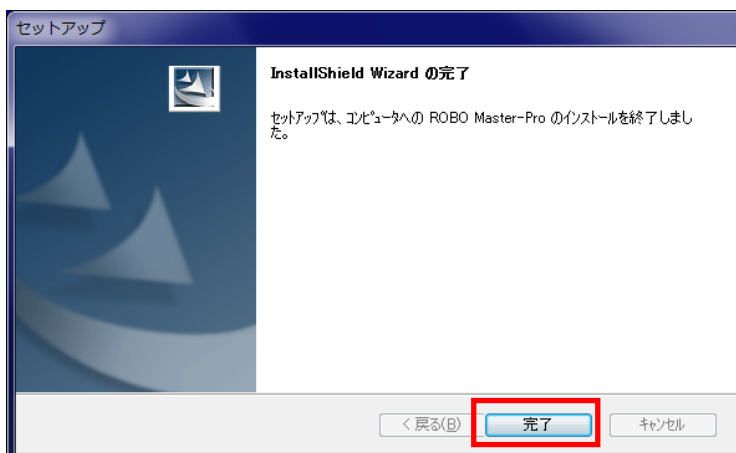 セットアップ
InstallShield Wizard の完了
セットアップは、コンピュータへの ROBO Master-Pro のインストールを終了しまし
た。
< 戻る(B)
完了
キャンセル